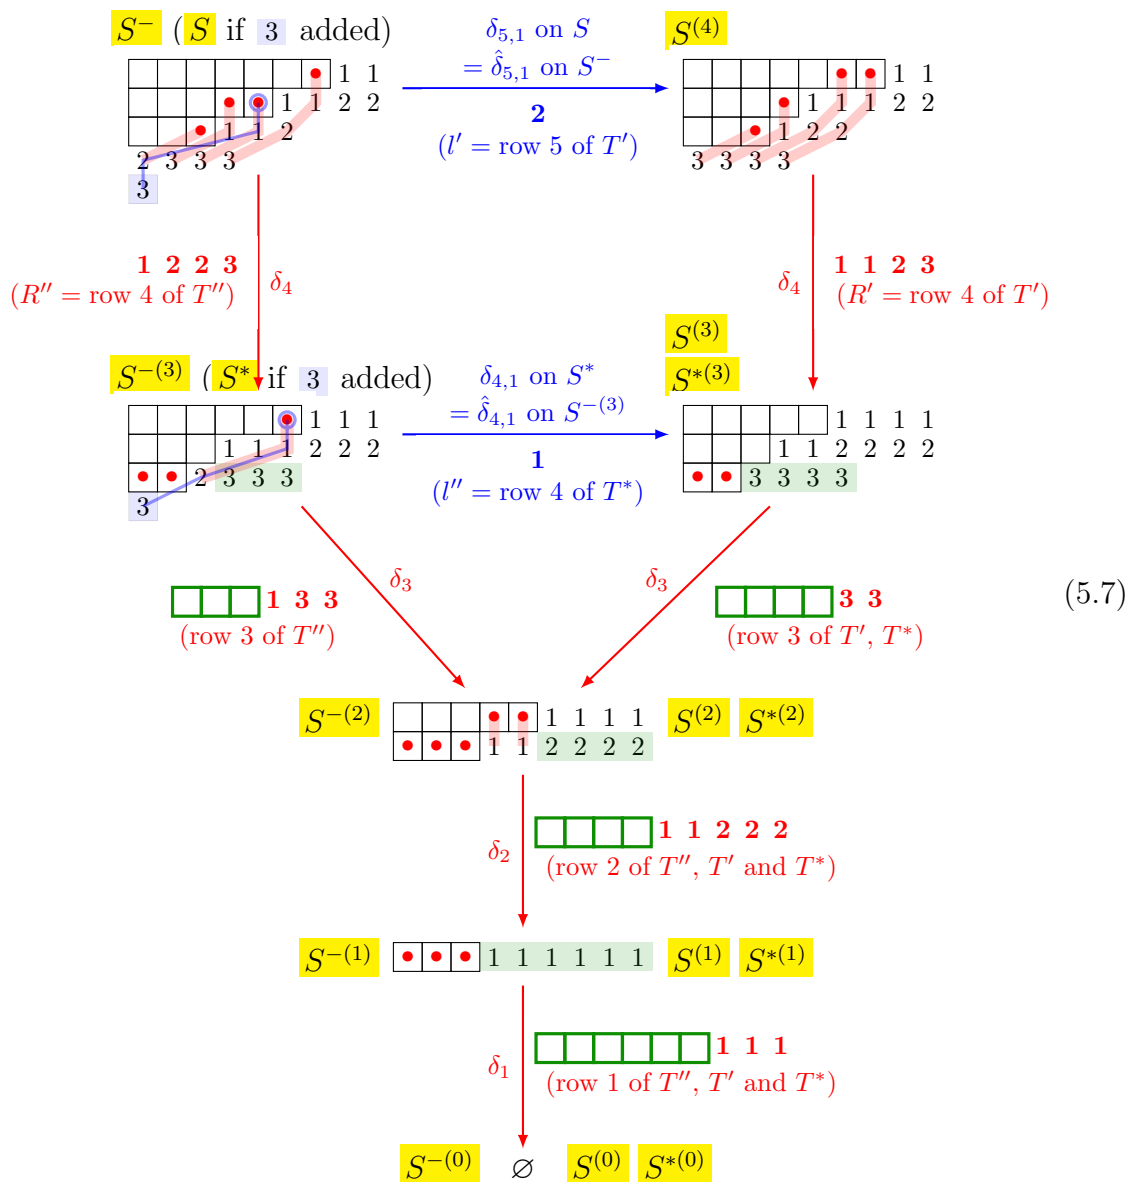 S⁻ (S if 3 added)
δ₅,₁ on S
= δ̂₅,₁ on S⁻
2
(l′ = row 5 of T′)
S⁽⁴⁾
1 1
1 1 2 2
1 1 2
2 3 3 3
3
1 1
1 1 2 2
1 2 2
3 3 3 1
1 2 2 3
(R″ = row 4 of T″)
δ₄
δ₄
1 1 2 3
(R′ = row 4 of T′)
S⁻⁽³⁾ (S* if 3 added)
δ₄,₁ on S*
= δ̂₄,₁ on S⁻⁽³⁾
1
(l″ = row 4 of T*)
S⁽³⁾
S*⁽³⁾
1 1 1
1 1 1 2 2 2
2 3 3 3
3
1 1 1 1
1 1 2 2 2 2
3 3 3 3
δ₃
δ₃
1 3 3
(row 3 of T″)
3 3
(row 3 of T′, T*)
(5.7)
S⁻⁽²⁾
1 1 1 1
1 1 2 2 2 2
S⁽²⁾ S*⁽²⁾
δ₂
1 1 2 2 2
(row 2 of T″, T′ and T*)
S⁻⁽¹⁾
1 1 1 1 1 1
S⁽¹⁾ S*⁽¹⁾
δ₁
1 1 1
(row 1 of T″, T′ and T*)
S⁻⁽⁰⁾ ∅ S⁽⁰⁾ S*⁽⁰⁾